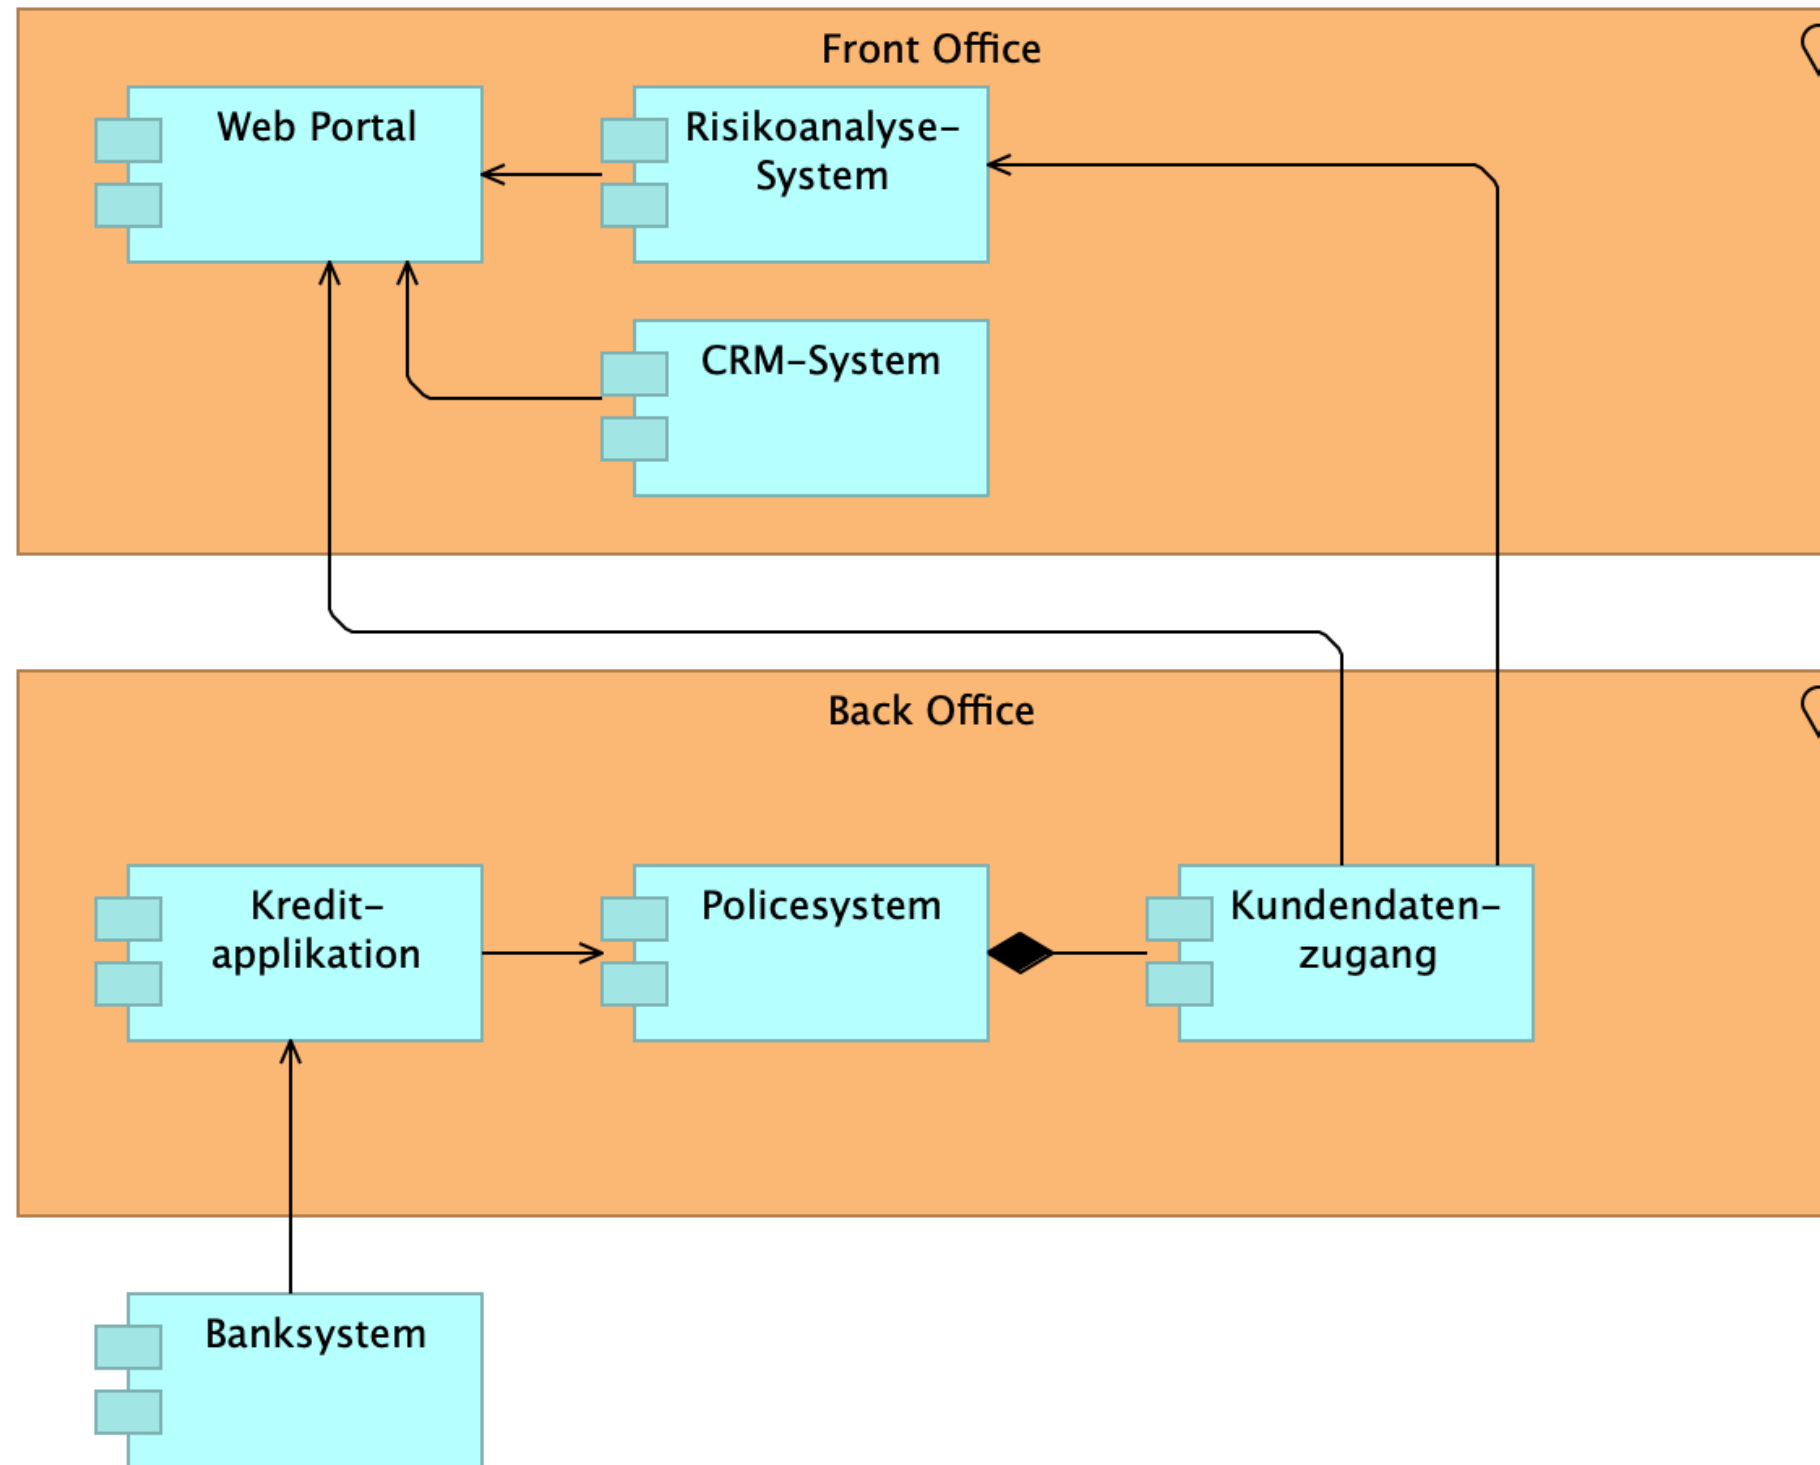 Front Office
Web Portal
Risikoanalyse-
System
CRM-System
Back Office
Kredit-
applikation
Policesystem
Kundendaten-
zugang
Banksystem